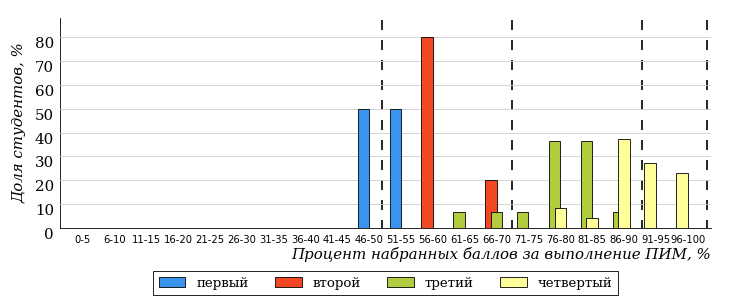 Доля студентов, %
80
70
60
50
40
30
20
10
0
0-5 6-10 11-15 16-20 21-25 26-30 31-35 36-40 41-45 46-50 51-55 56-60 61-65 66-70 71-75 76-80 81-85 86-90 91-95 96-100
Процент набранных баллов за выполнение ПИМ, %
первый второй третий четвертый